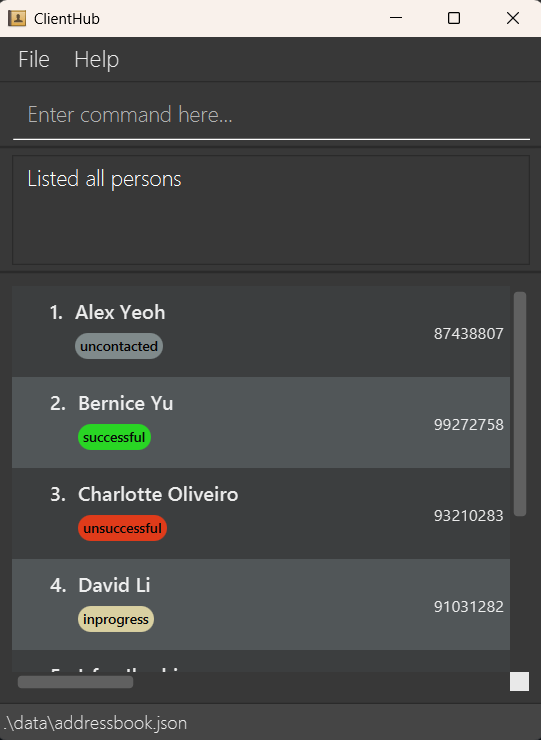 ClientHub
File Help
Enter command here...
Listed all persons
1. Alex Yeoh
uncontacted
87438807
2. Bernice Yu
successful
99272758
3. Charlotte Oliveiro
unsuccessful
93210283
4. David Li
inprogress
91031282
.\data\addressbook.json